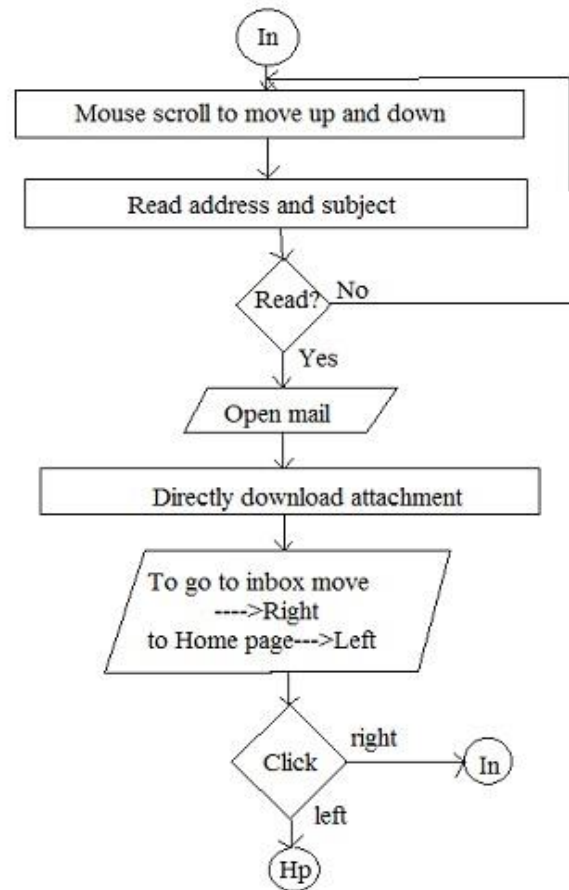 In
Mouse scroll to move up and down
Read address and subject
Read?
No
Yes
Open mail
Directly download attachment
To go to inbox move
---->Right
to Home page--->Left
Click
right
In
left
Hp